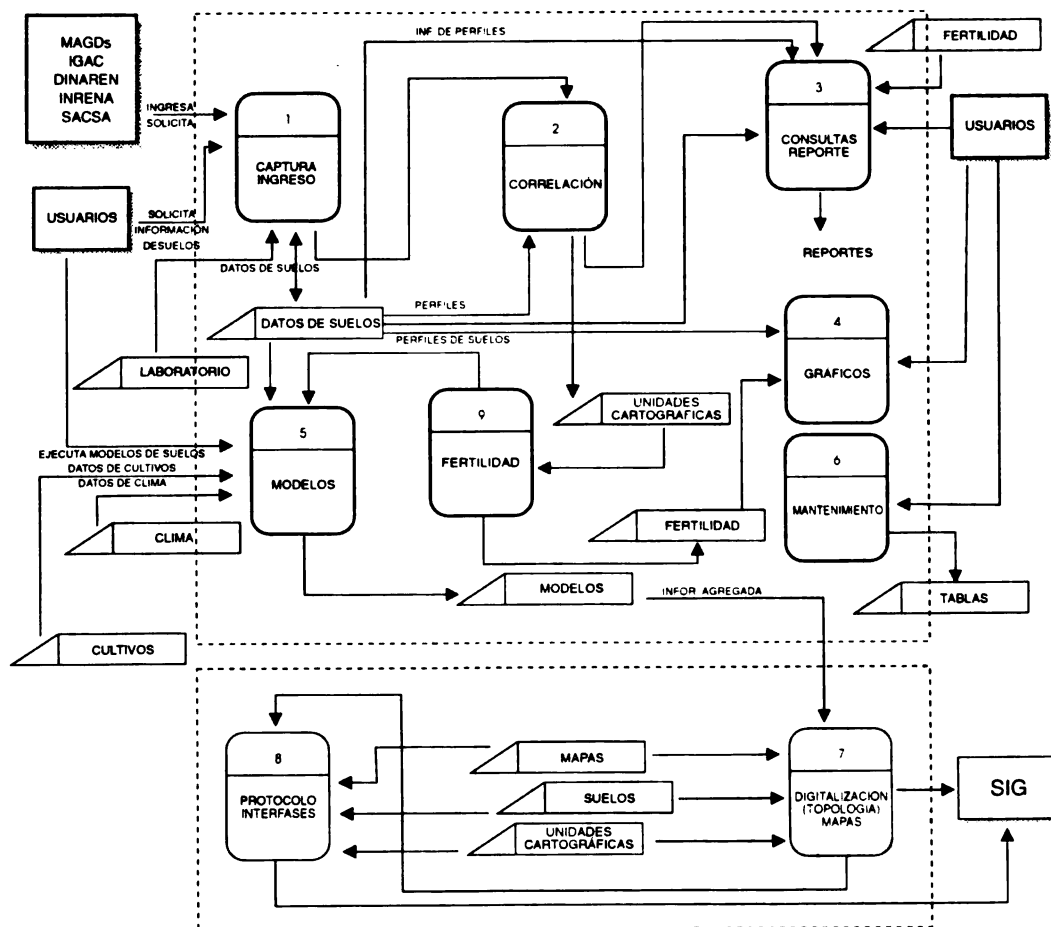 MAGDs
IGAC
DINAREN
INRENA
SACSA
INGRESA
SOLICITA
USUARIOS
SOLICITA
INFORMACIÓN
DESUELOS
1
CAPTURA
INGRESO
INF DE PERFILES
2
CORRELACIÓN
3
CONSULTAS
REPORTE
FERTILIDAD
USUARIOS
REPORTES
DATOS DE SUELOS
DATOS DE SUELOS
PERFILES
PERFILES DE SUELOS
LABORATORIO
4
GRÁFICOS
5
MODELOS
9
FERTILIDAD
UNIDADES
CARTOGRÁFICAS
6
MANTENIMIENTO
EJECUTA MODELOS DE SUELOS
DATOS DE CULTIVOS
DATOS DE CLIMA
CLIMA
FERTILIDAD
MODELOS
INFOR AGREGADA
TABLAS
CULTIVOS
8
PROTOCOLO
INTERFASES
MAPAS
SUELOS
UNIDADES
CARTOGRÁFICAS
7
DIGITALIZACION
(TOPOLOGIA)
MAPAS
SIG